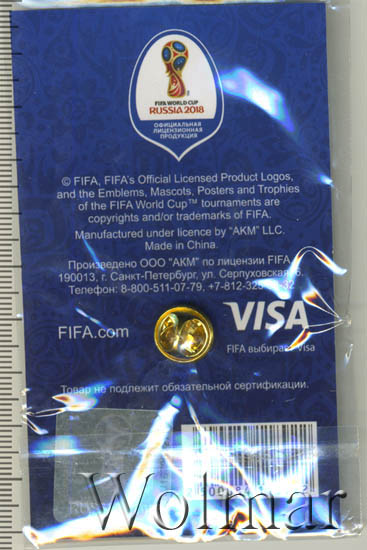 FIFA WORLD CUP
RUSSIA 2018
ОФИЦИАЛЬНАЯ
ЛИЦЕНЗИОННАЯ
ПРОДУКЦИЯ
© FIFA, FIFA's Official Licensed Product Logos,
and the Emblems, Mascots, Posters and Trophies
of the FIFA World Cup™ tournaments are
copyrights and/or trademarks of FIFA.
Manufactured under licence by "AKM" LLC.
Made in China.
Произведено ООО "АКМ" по лицензии FIFA
190013, г. Санкт-Петербург, ул. Серпуховская,
Телефон: 8-800-511-07-79,
FIFA.com
VISA
FIFA выбирает Visa
Товар не подлежит обязательной сертификации.
Wolmar